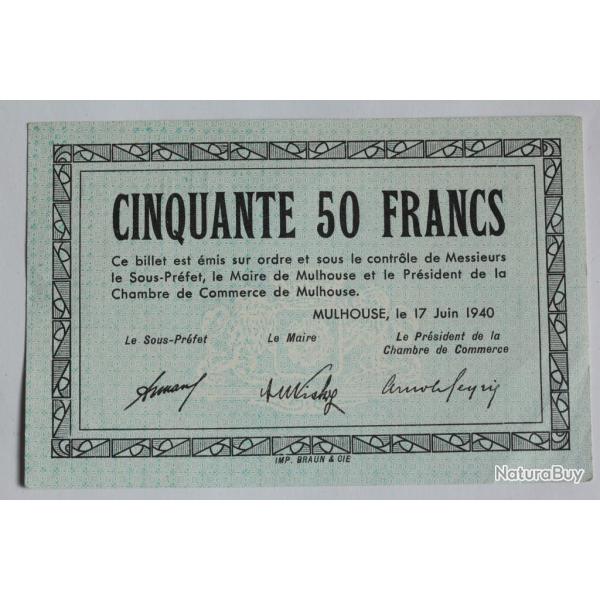 CINQUANTE 50 FRANCS
Ce billet est émis sur ordre et sous le contrôle de Messieurs
le Sous-Préfet, le Maire de Mulhouse et le Président de la
Chambre de Commerce de Mulhouse.
MULHOUSE, le 17 Juin 1940
Le Sous-Préfet Le Maire Le Président de la
Chambre de Commerce
IMP. BRAUN & CIE
NaturaBuy